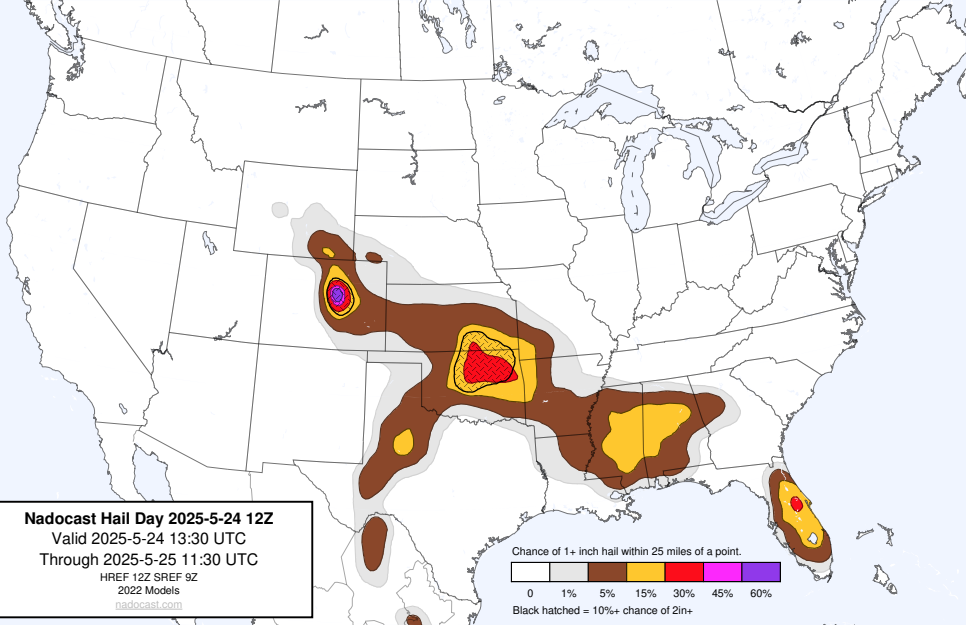 Nadocast Hail Day 2025-5-24 12Z
Valid 2025-5-24 13:30 UTC
Through 2025-5-25 11:30 UTC
HREF 12Z SREF 9Z
2022 Models
nadocast.com
Chance of 1+ inch hail within 25 miles of a point.
0 1% 5% 15% 30% 45% 60%
Black hatched = 10%+ chance of 2in+